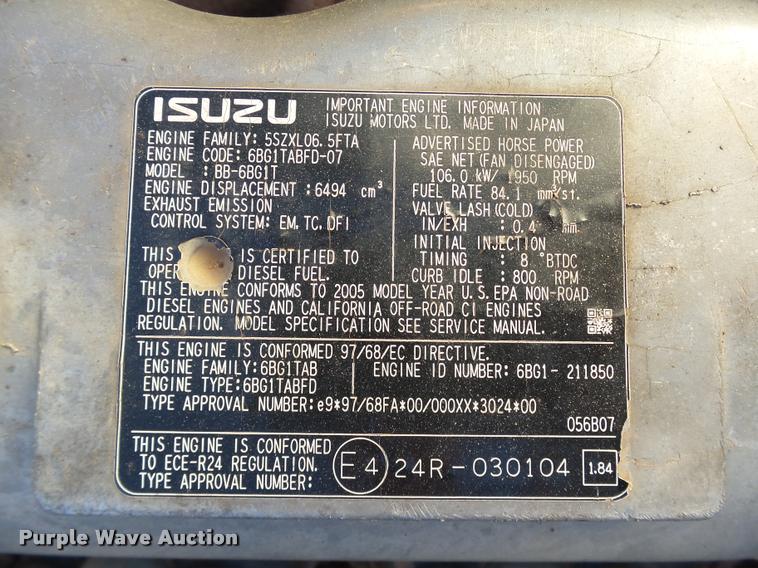 ISUZU
IMPORTANT ENGINE INFORMATION
ISUZU MOTORS LTD. MADE IN JAPAN
ENGINE FAMILY: 5SZXL06.5FTA
ENGINE CODE: 6BG1TABFD-07
MODEL : BB-6BG1T
ENGINE DISPLACEMENT: 6494 cm³
EXHAUST EMISSION
CONTROL SYSTEM: EM, TC, DFI
THIS IS CERTIFIED TO
DIESEL FUEL.
ADVERTISED HORSE POWER
SAE NET (FAN DISENGAGED)
106.0 kW/ 1950 RPM
FUEL RATE 84.1 mm³/st.
VALVE LASH (COLD)
IN/EXH : 0.4 mm
INITIAL INJECTION
TIMING : 8 °BTDC
CURB IDLE : 800 RPM
THIS ENGINE CONFORMS TO 2005 MODEL YEAR U.S. EPA NON-ROAD
DIESEL ENGINES AND CALIFORNIA OFF-ROAD CI ENGINES
REGULATION. MODEL SPECIFICATION SEE SERVICE MANUAL.
THIS ENGINE IS CONFORMED 97/68/EC DIRECTIVE.
ENGINE FAMILY:6BG1TAB ENGINE ID NUMBER: 6BG1- 211850
ENGINE TYPE:6BG1TABFD
TYPE APPROVAL NUMBER:e9*97/68FA*00/000XX*3024*00
056B07
THIS ENGINE IS CONFORMED
TO ECE-R24 REGULATION.
TYPE APPROVAL NUMBER:
E4 24R-030104 1.84
Purple Wave Auction